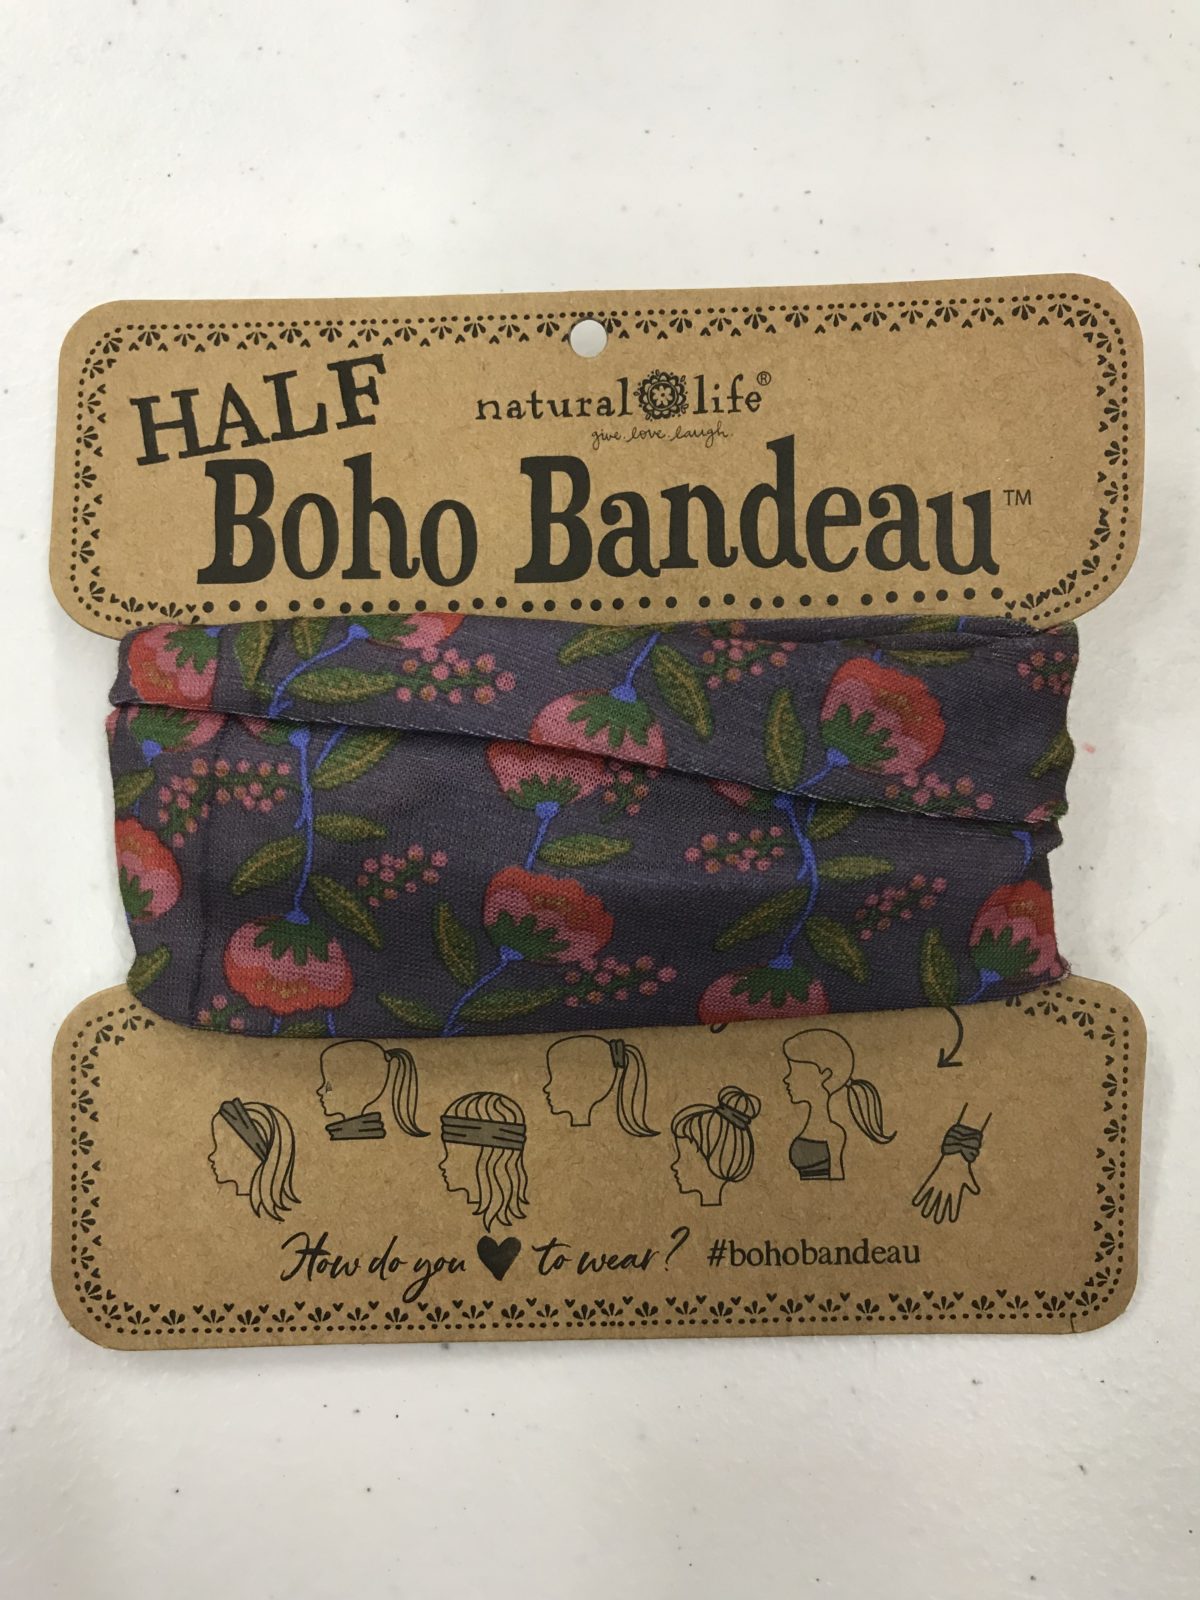 HALF
natural life®
give.love.laugh.
Boho Bandeau™
How do you ♥ to wear? #bohobandeau